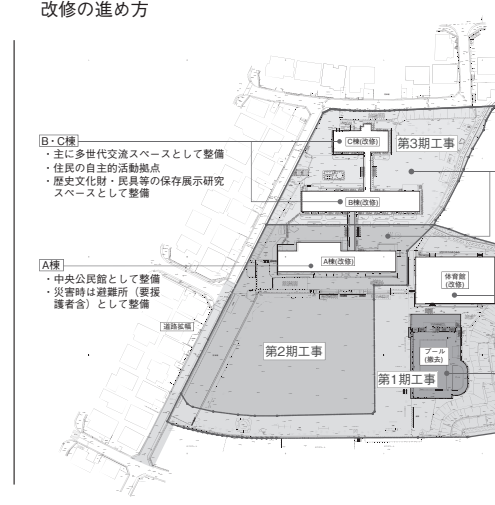 改修の進め方
B・C棟
・主に多世代交流スペースとして整備
・住民の自主的活動拠点
・歴史文化財・民具等の保存展示研究
スペースとして整備
A棟
・中央公民館として整備
・災害時は避難所（要援
護者含）として整備
道路拡幅
C棟(改修)
第3期工事
B棟(改修)
A棟(改修)
体育館
(改修)
第2期工事
プール
(撤去)
第1期工事